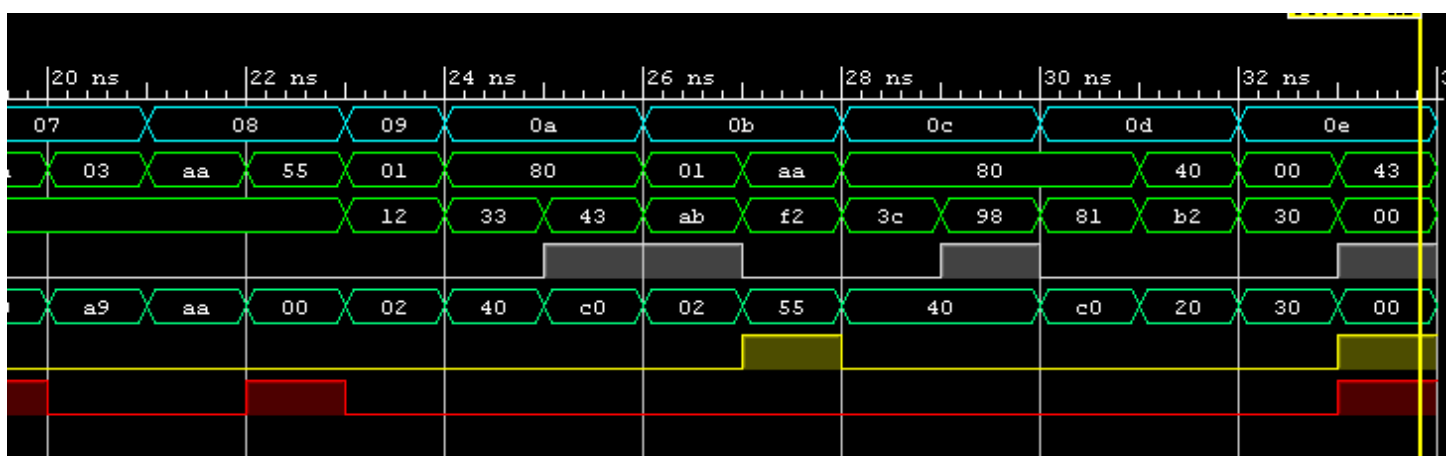 20 ns 22 ns 24 ns 26 ns 28 ns 30 ns 32 ns
07 08 09 0a 0b 0c 0d 0e
03 aa 55 01 80 01 aa 80 40 00 43
12 33 43 ab f2 3c 98 81 b2 30 00
a9 aa 00 02 40 c0 02 55 40 c0 20 30 00